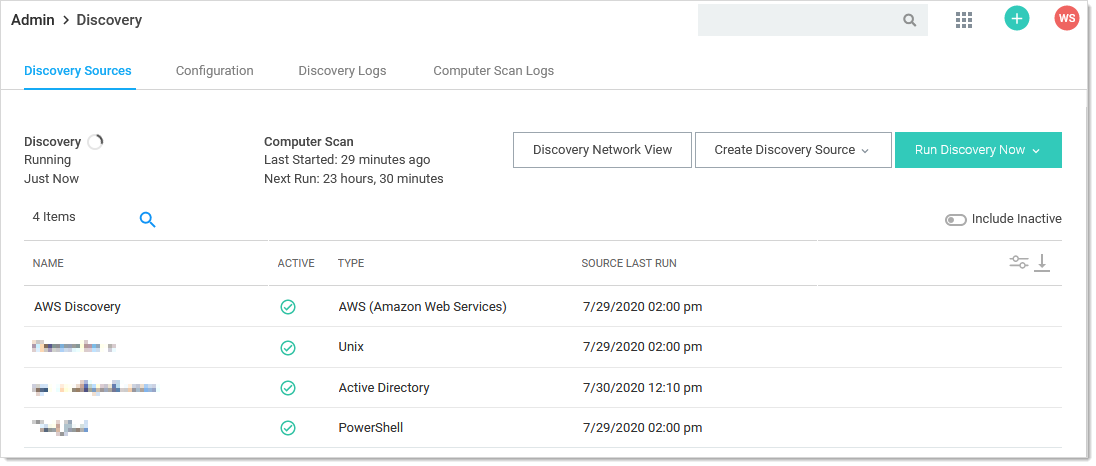 Admin > Discovery
WS
Discovery Sources Configuration Discovery Logs Computer Scan Logs
Discovery
Running
Just Now
Computer Scan
Last Started: 29 minutes ago
Next Run: 23 hours, 30 minutes
Discovery Network View
Create Discovery Source
Run Discovery Now
4 Items
Include Inactive
NAME ACTIVE TYPE SOURCE LAST RUN
AWS Discovery AWS (Amazon Web Services) 7/29/2020 02:00 pm
Unix 7/29/2020 02:00 pm
Active Directory 7/30/2020 12:10 pm
PowerShell 7/29/2020 02:00 pm